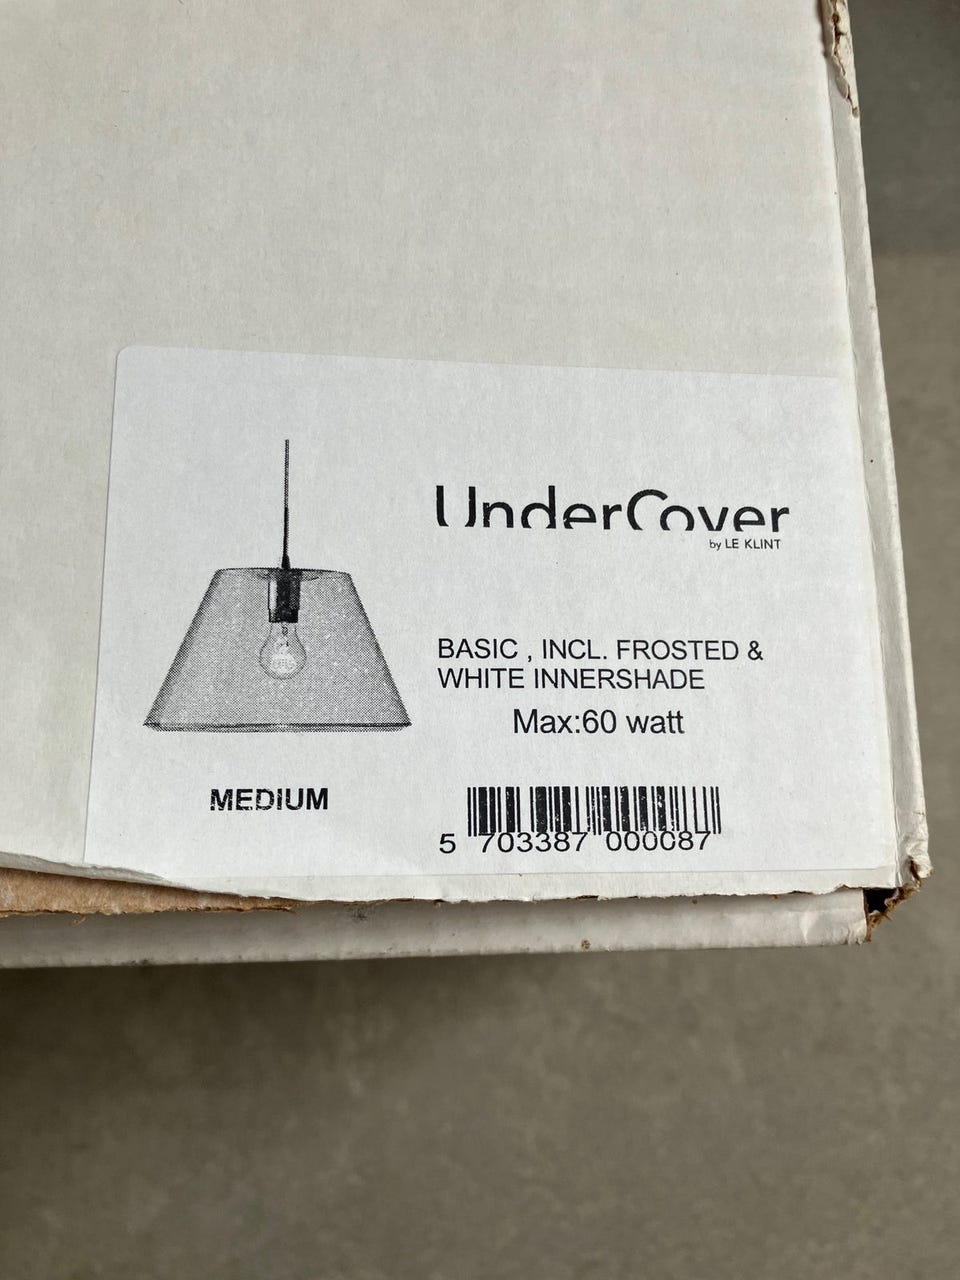 UnderCover
by LE KLINT
BASIC , INCL. FROSTED &
WHITE INNERSHADE
Max:60 watt
MEDIUM
5 703387 000087